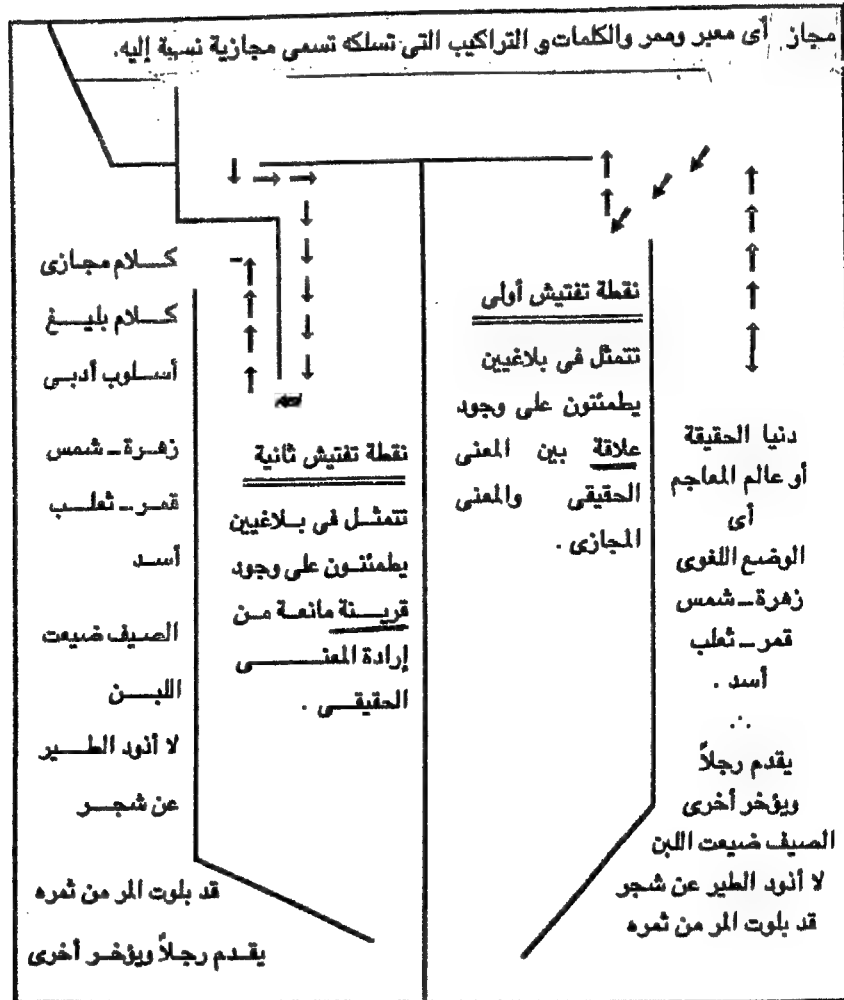 مجاز أى معبر وممر والكلمات و التراكيب التى تسلكه تسمى مجازية نسبة إليه.
دنيا الحقيقة
أو عالم المعاجم
أى
الوضع اللغوى
زهرة ـ شمس
قمر ـ ثعلب
أسد .
∴
يقدم رجلاً
ويؤخر أخرى
الصيف ضيعت اللبن
لا أذود الطير عن شجر
قد بلوت المر من ثمره
نقطة تفتيش أولى
تتمثل فى بلاغيين
يطمئنون على وجود
علاقة بين المعنى
الحقيقى والمعنى
المجازى .
نقطة تفتيش ثانية
تتمثل فى بلاغيين
يطمئنون على وجود
قرينة مانعة من
إرادة المعنى
الحقيقى .
كلام مجازى
كلام بليغ
أسلوب أدبى
زهرة ـ شمس
قمر ـ ثعلب
أسد
الصيف ضيعت
اللبن
لا أذود الطير
عن شجر
قد بلوت المر من ثمره
يقدم رجلاً ويؤخر أخرى